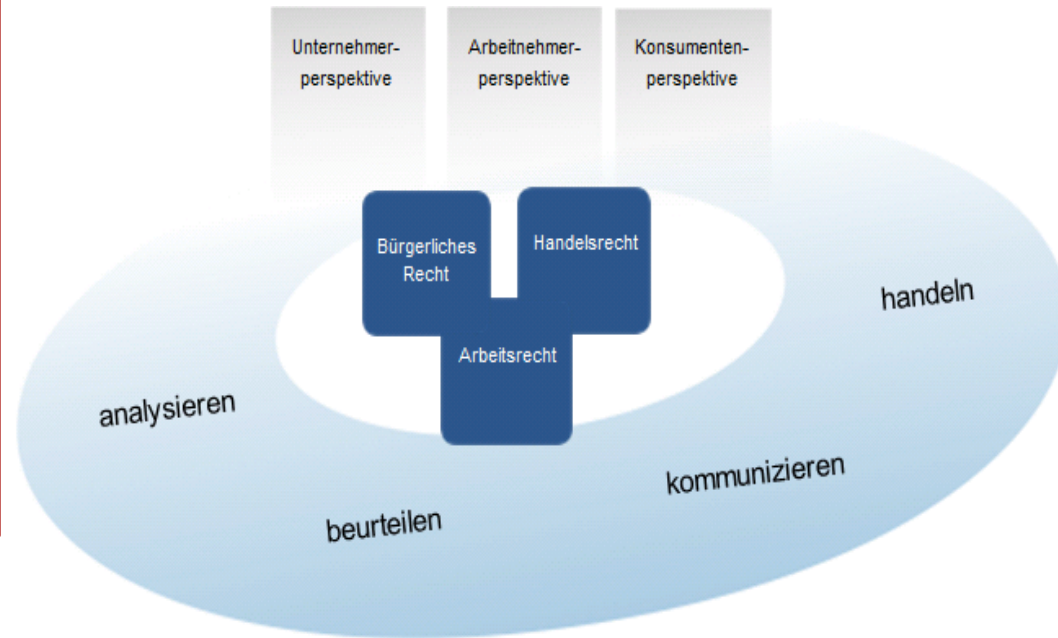 Unternehmer-
perspektive
Arbeitnehmer-
perspektive
Konsumenten-
perspektive
Bürgerliches
Recht
Handelsrecht
Arbeitsrecht
analysieren
beurteilen
kommunizieren
handeln